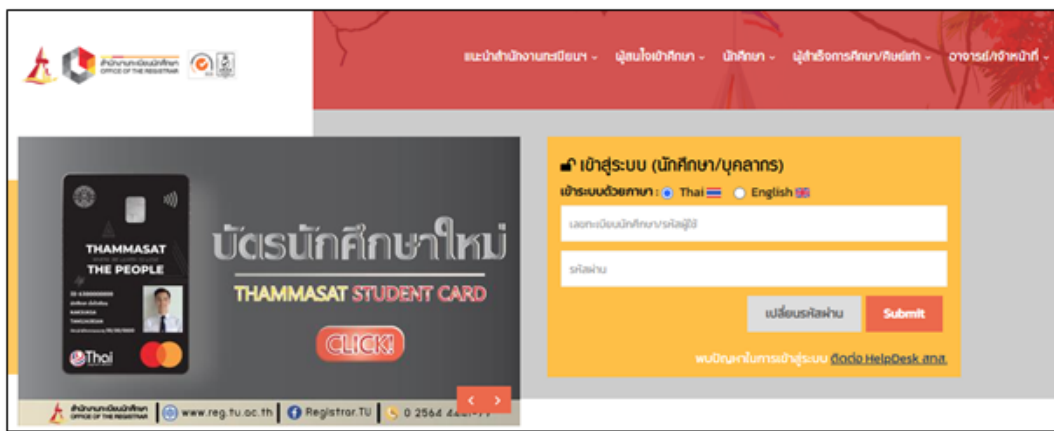 แนะนำสำนักงานทะเบียนฯ
ผู้สนใจเข้าศึกษา
นักศึกษา
ผู้สำเร็จการศึกษา/ศิษย์เก่า
อาจารย์/เจ้าหน้าที่
สำนักงานทะเบียนนักศึกษา
OFFICE OF THE REGISTRAR
THAMMASAT
THE PEOPLE
Thai
บัตรนักศึกษาใหม่
THAMMASAT STUDENT CARD
CLICK!
สำนักงานทะเบียนนักศึกษา
OFFICE OF THE REGISTRAR
www.reg.tu.ac.th
Registrar.TU
0 2564
เข้าสู่ระบบ (นักศึกษา/บุคลากร)
เข้าระบบด้วยภาษา : Thai English
เลขทะเบียนนักศึกษา/รหัสผู้ใช้
รหัสผ่าน
เปลี่ยนรหัสผ่าน Submit
พบปัญหาในการเข้าสู่ระบบ ติดต่อ HelpDesk สทส.